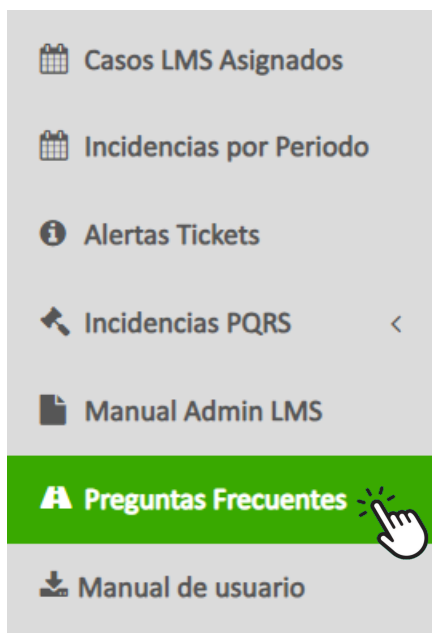 Casos LMS Asignados
Incidencias por Periodo
Alertas Tickets
Incidencias PQRS
Manual Admin LMS
Preguntas Frecuentes
Manual de usuario